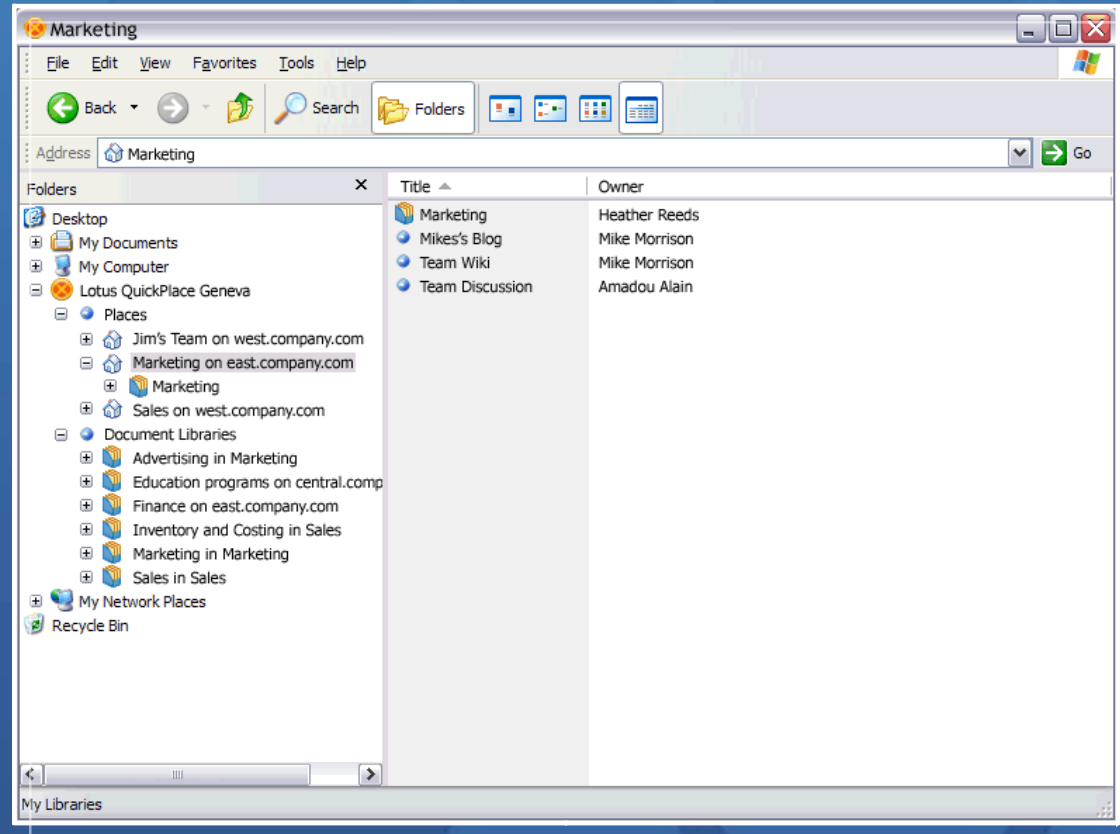 Marketing
File Edit View Favorites Tools Help
Back Search Folders
Address Marketing Go
Folders × Title Owner
Desktop
My Documents
My Computer
Lotus QuickPlace Geneva
Places
Jim's Team on west.company.com
Marketing on east.company.com
Marketing
Sales on west.company.com
Document Libraries
Advertising in Marketing
Education programs on central.comp
Finance on east.company.com
Inventory and Costing in Sales
Marketing in Marketing
Sales in Sales
My Network Places
Recycle Bin
Marketing Heather Reeds
Mikes's Blog Mike Morrison
Team Wiki Mike Morrison
Team Discussion Amadou Alain
My Libraries